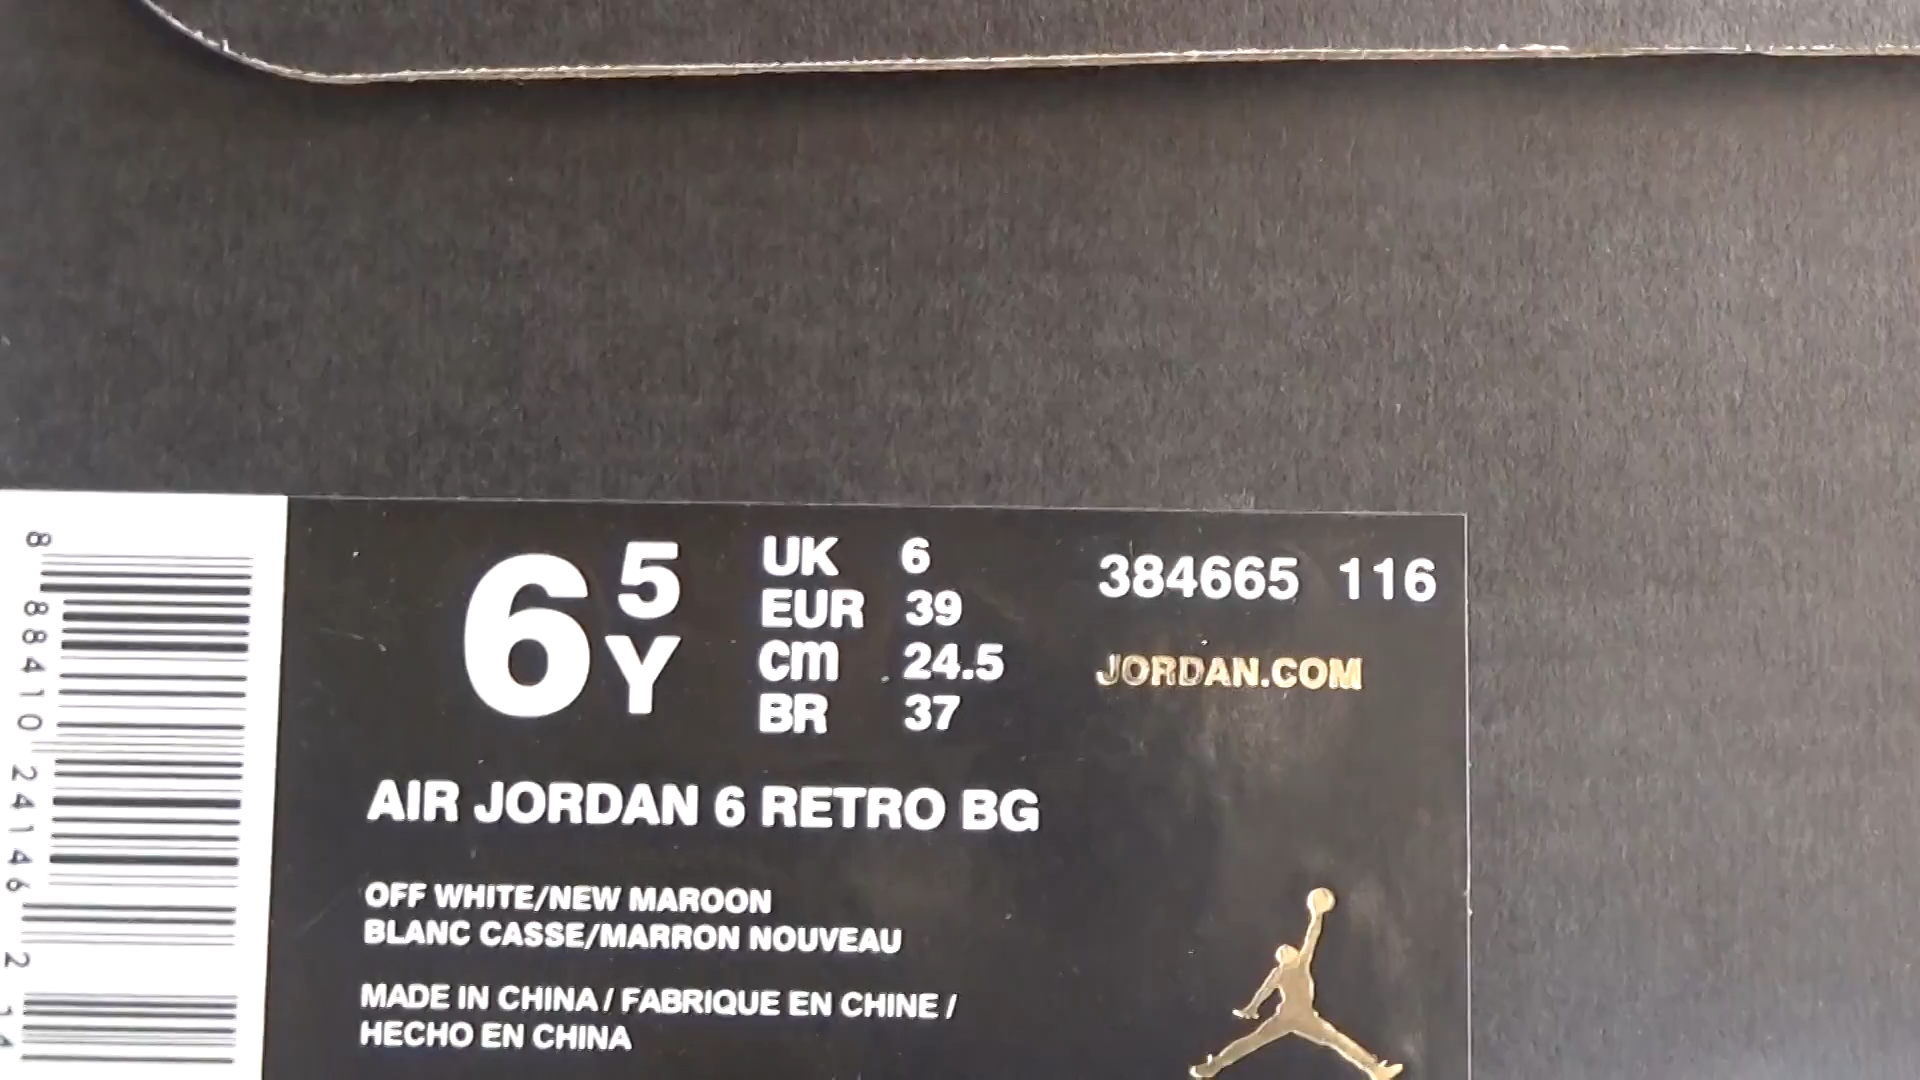 8 88410 24146 2
6 5 Y
UK 6
EUR 39
cm 24.5
BR 37
384665 116
JORDAN.COM
AIR JORDAN 6 RETRO BG
OFF WHITE/NEW MAROON
BLANC CASSE/MARRON NOUVEAU
MADE IN CHINA / FABRIQUE EN CHINE /
HECHO EN CHINA